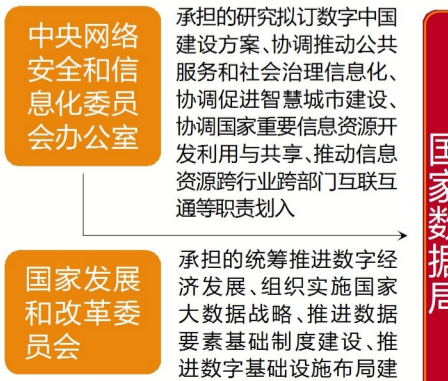 中央网络
安全和信
息化委员
会办公室
承担的研究拟订数字中国
建设方案、协调推动公共
服务和社会治理信息化、
协调促进智慧城市建设、
协调国家重要信息资源开
发利用与共享、推动信息
资源跨行业跨部门互联互
通等职责划入
国家发展
和改革委
员会
承担的统筹推进数字经
济发展、组织实施国家
大数据战略、推进数据
要素基础制度建设、推
进数字基础设施布局建
国家数据局